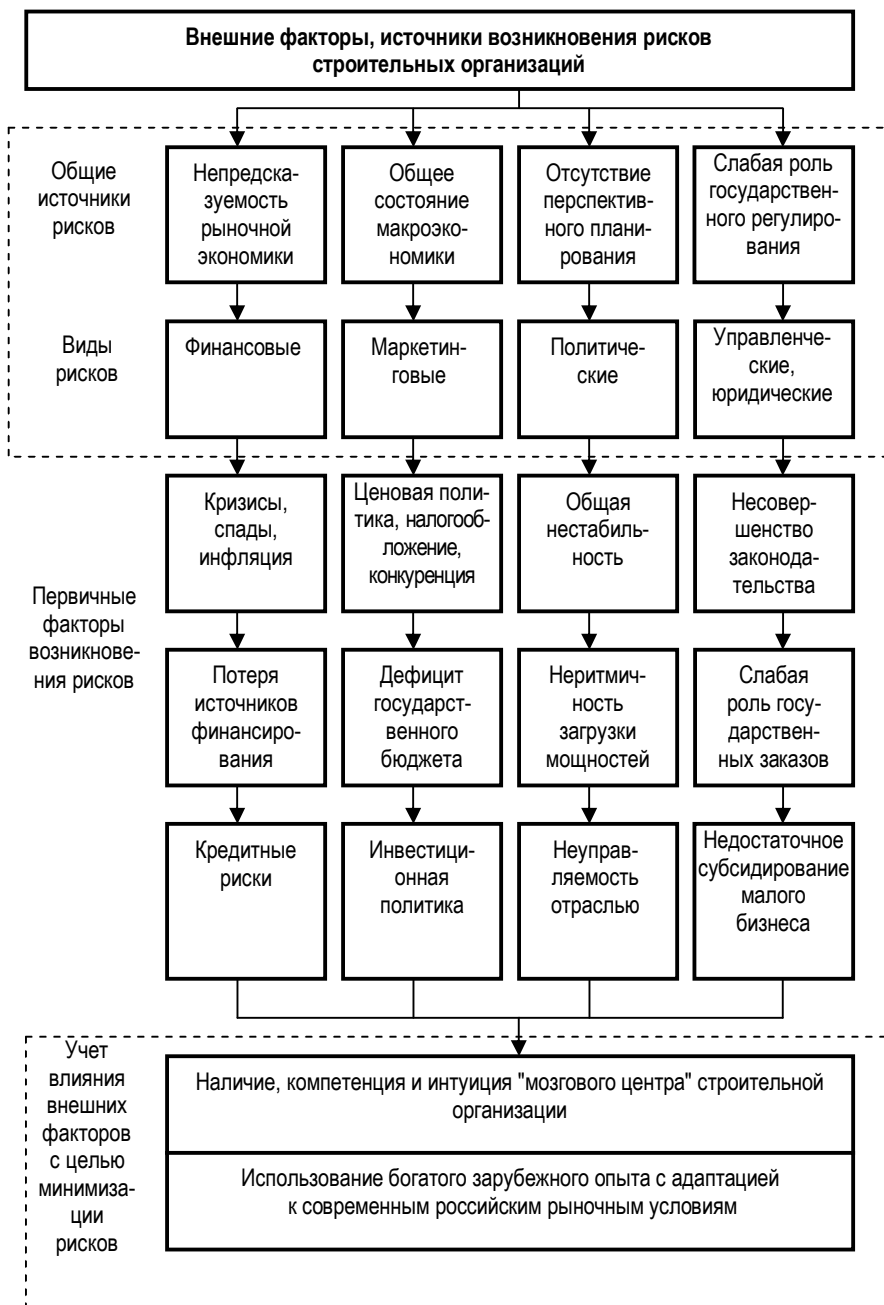 Внешние факторы, источники возникновения рисков
строительных организаций
Общие
источники
рисков
Непредска-
зуемость
рыночной
экономики
Общее
состояние
макроэко-
номики
Отсутствие
перспектив-
ного плани-
рования
Слабая роль
государствен-
ного регулиро-
вания
Виды
рисков
Финансовые
Маркетин-
говые
Политиче-
ские
Управленче-
ские,
юридические
Первичные
факторы
возникнове-
ния рисков
Кризисы,
спады,
инфляция
Ценовая поли-
тика, налогооб-
ложение,
конкуренция
Общая
нестабиль-
ность
Несовер-
шенство
законода-
тельства
Потеря
источников
финансиро-
вания
Дефицит
государст-
венного
бюджета
Неритмич-
ность
загрузки
мощностей
Слабая
роль госу-
дарствен-
ных заказов
Кредитные
риски
Инвестици-
онная
политика
Неуправ-
ляемость
отраслью
Недостаточное
субсидирование
малого
бизнеса
Учет
влияния
внешних
факторов
с целью
минимиза-
ции
рисков
Наличие, компетенция и интуиция "мозгового центра" строительной
организации
Использование богатого зарубежного опыта с адаптацией
к современным российским рыночным условиям